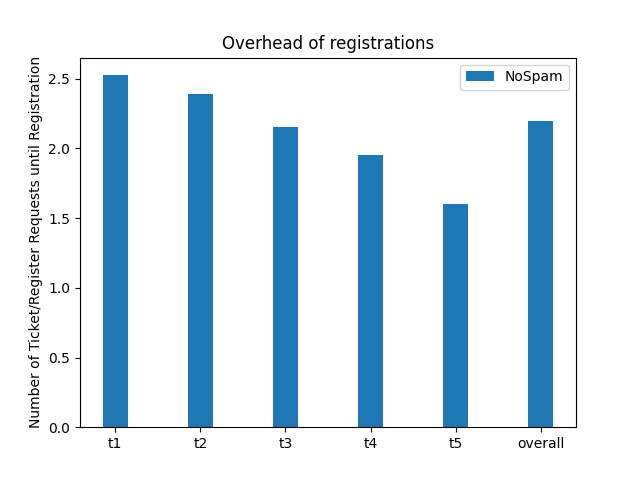 Overhead of registrations
NoSpam
Number of Ticket/Register Requests until Registration
2.5
2.0
1.5
1.0
0.5
0.0
t1 t2 t3 t4 t5 overall